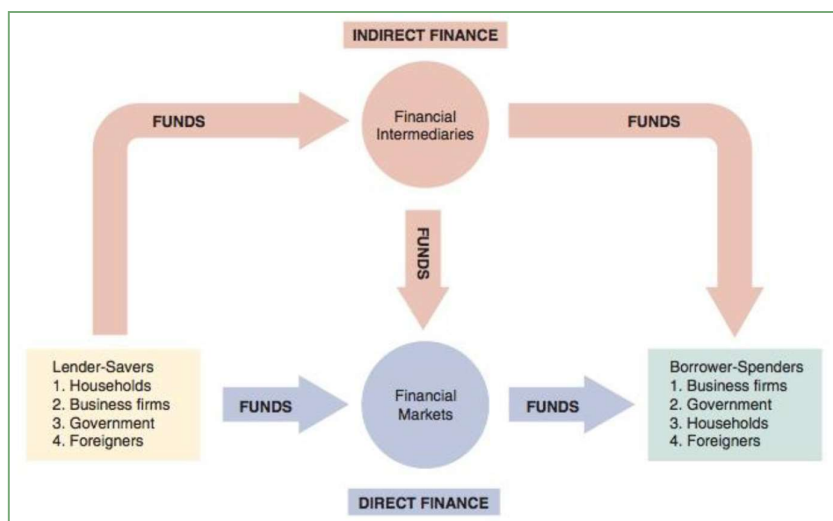 INDIRECT FINANCE
FUNDS
Financial
Intermediaries
FUNDS
FUNDS
Lender-Savers
1. Households
2. Business firms
3. Government
4. Foreigners
FUNDS
Financial
Markets
FUNDS
Borrower-Spenders
1. Business firms
2. Government
3. Households
4. Foreigners
DIRECT FINANCE